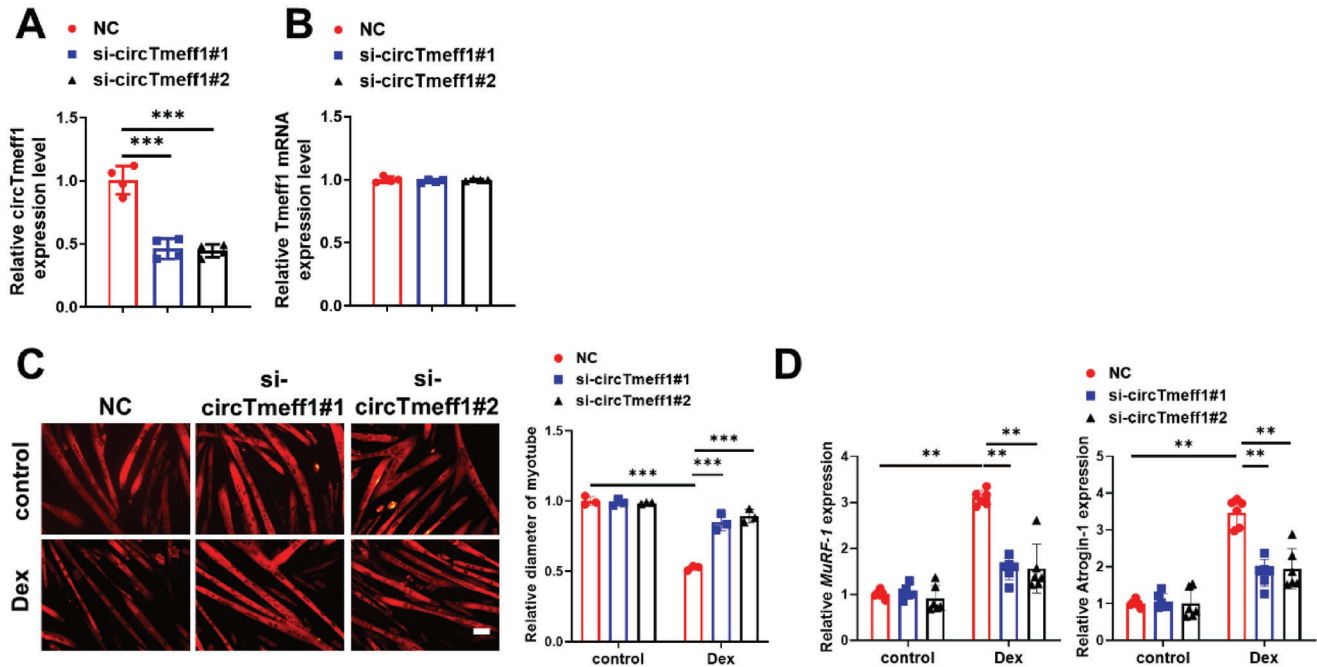 A
NC
si-circTmeff1#1
si-circTmeff1#2
Relative circTmeff1
expression level
1.5
1.0
0.5
0.0
***
***
B
NC
si-circTmeff1#1
si-circTmeff1#2
Relative Tmeff1 mRNA
expression level
1.5
1.0
0.5
0.0
C
NC
si-
circTmeff1#1
si-
circTmeff1#2
control
Dex
NC
si-circTmeff1#1
si-circTmeff1#2
Relative diameter of myotube
1.5
1.0
0.5
0.0
***
***
***
control
Dex
D
Relative MuRF-1 expression
4
3
2
1
0
**
**
**
control
Dex
NC
si-circTmeff1#1
si-circTmeff1#2
Relative Atrogin-1 expression
5
4
3
2
1
0
**
**
**
control
Dex